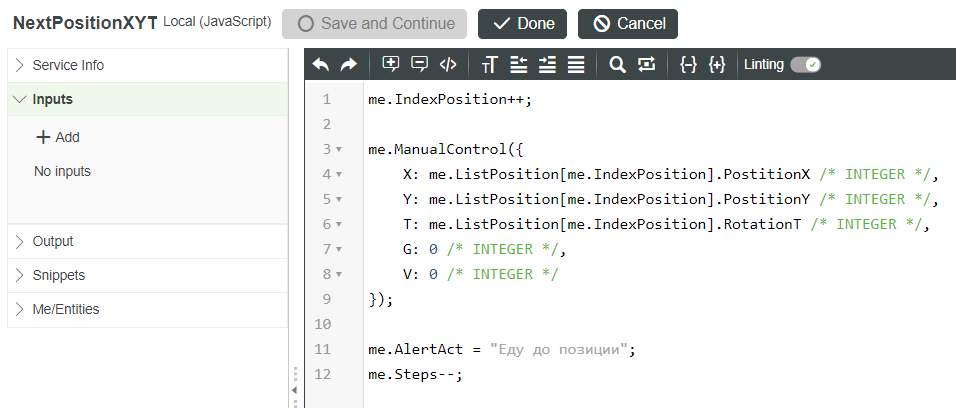 NextPositionXYT Local (JavaScript) Save and Continue Done Cancel
Service Info
Inputs
Add
No inputs
Output
Snippets
Me/Entities
Linting
1 me.IndexPosition++;
2
3 me.ManualControl({
4 X: me.ListPosition[me.IndexPosition].PostitionX /* INTEGER */,
5 Y: me.ListPosition[me.IndexPosition].PostitionY /* INTEGER */,
6 T: me.ListPosition[me.IndexPosition].RotationT /* INTEGER */,
7 G: 0 /* INTEGER */,
8 V: 0 /* INTEGER */
9 });
10
11 me.AlertAct = "Еду до позиции";
12 me.Steps--;